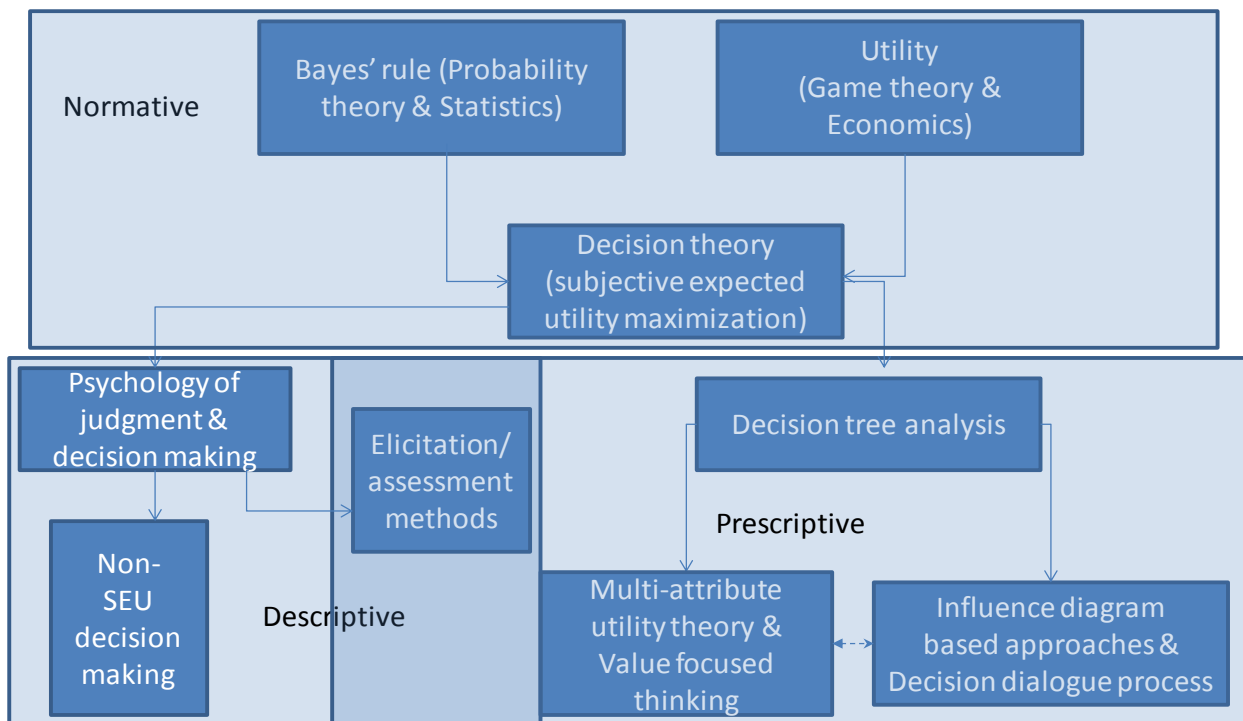 Normative
Bayes’ rule (Probability
theory & Statistics)
Utility
(Game theory &
Economics)
Decision theory
(subjective expected
utility maximization)
Psychology of
judgment &
decision making
Elicitation/
assessment
methods
Decision tree analysis
Prescriptive
Non-
SEU
decision
making
Descriptive
Multi-attribute
utility theory &
Value focused
thinking
Influence diagram
based approaches &
Decision dialogue process